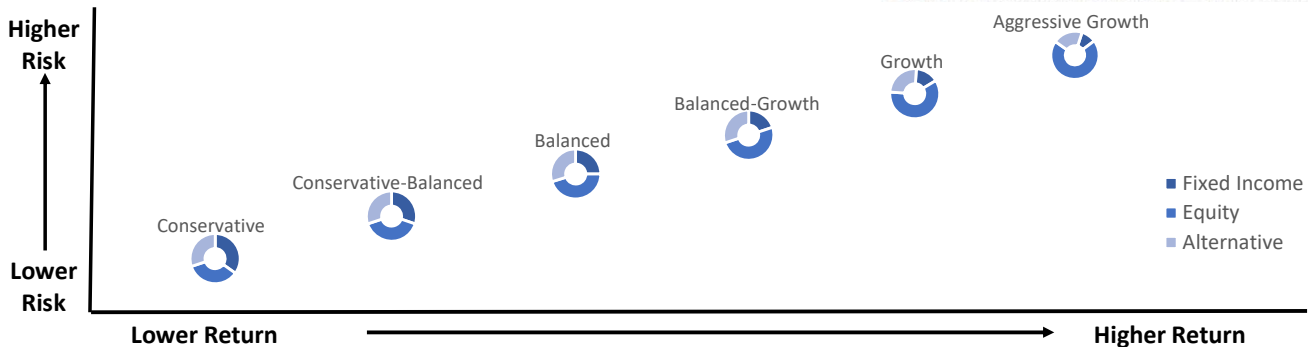 Higher
Risk
Aggressive Growth
Growth
Balanced-Growth
Balanced
Conservative-Balanced
Conservative
Fixed Income
Equity
Alternative
Lower
Risk
Lower Return
Higher Return